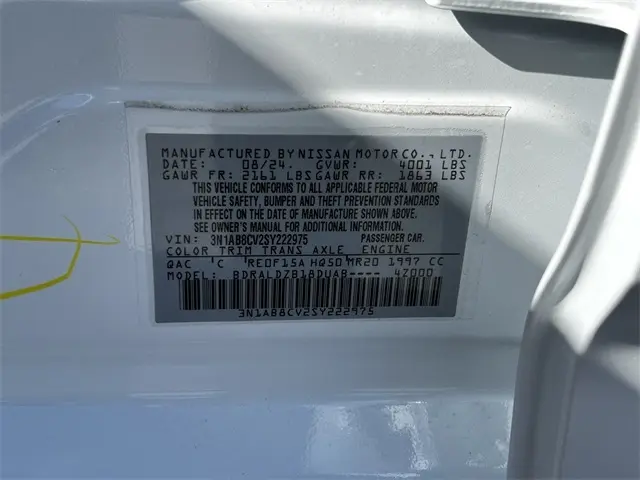 MANUFACTURED BY NISSAN MOTOR CO., LTD.
DATE: 08/24. GVWR: 4001 LBS
GAWR FR: 2161 LBS GAWR RR: 1863 LBS
THIS VEHICLE CONFORMS TO ALL APPLICABLE FEDERAL MOTOR
VEHICLE SAFETY, BUMPER AND THEFT PREVENTION STANDARDS
IN EFFECT ON THE DATE OF MANUFACTURE SHOWN ABOVE.
SEE OWNER'S MANUAL OR ADDITIONAL INFORMATION.
VIN: 3N1AB8CV2SY222975 PASSENGER CAR.
COLOR TRIM TRANS AXLE ENGINE
QAC C RE0F15A HQ50 MR20 1997 CC
MODEL: BDRALDZB18DUAB---- 4Z000
3N1AB8CV2SY222975